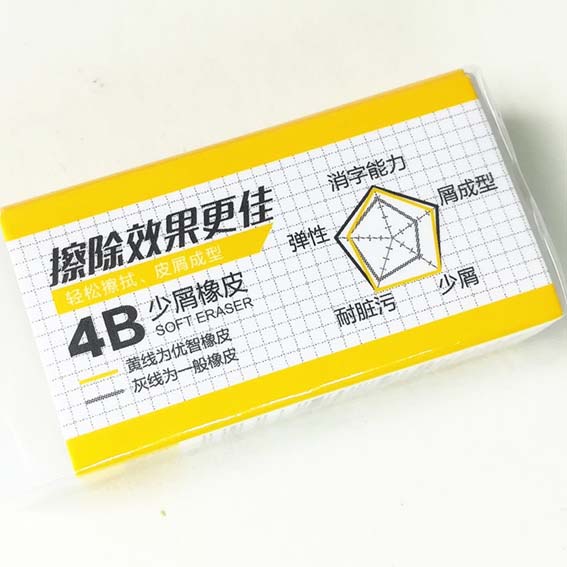 擦除效果更佳
轻松擦拭、皮屑成型
4B 少屑橡皮
SOFT ERASER
黄线为优智橡皮
灰线为一般橡皮
消字能力
屑成型
弹性
少屑
耐脏污